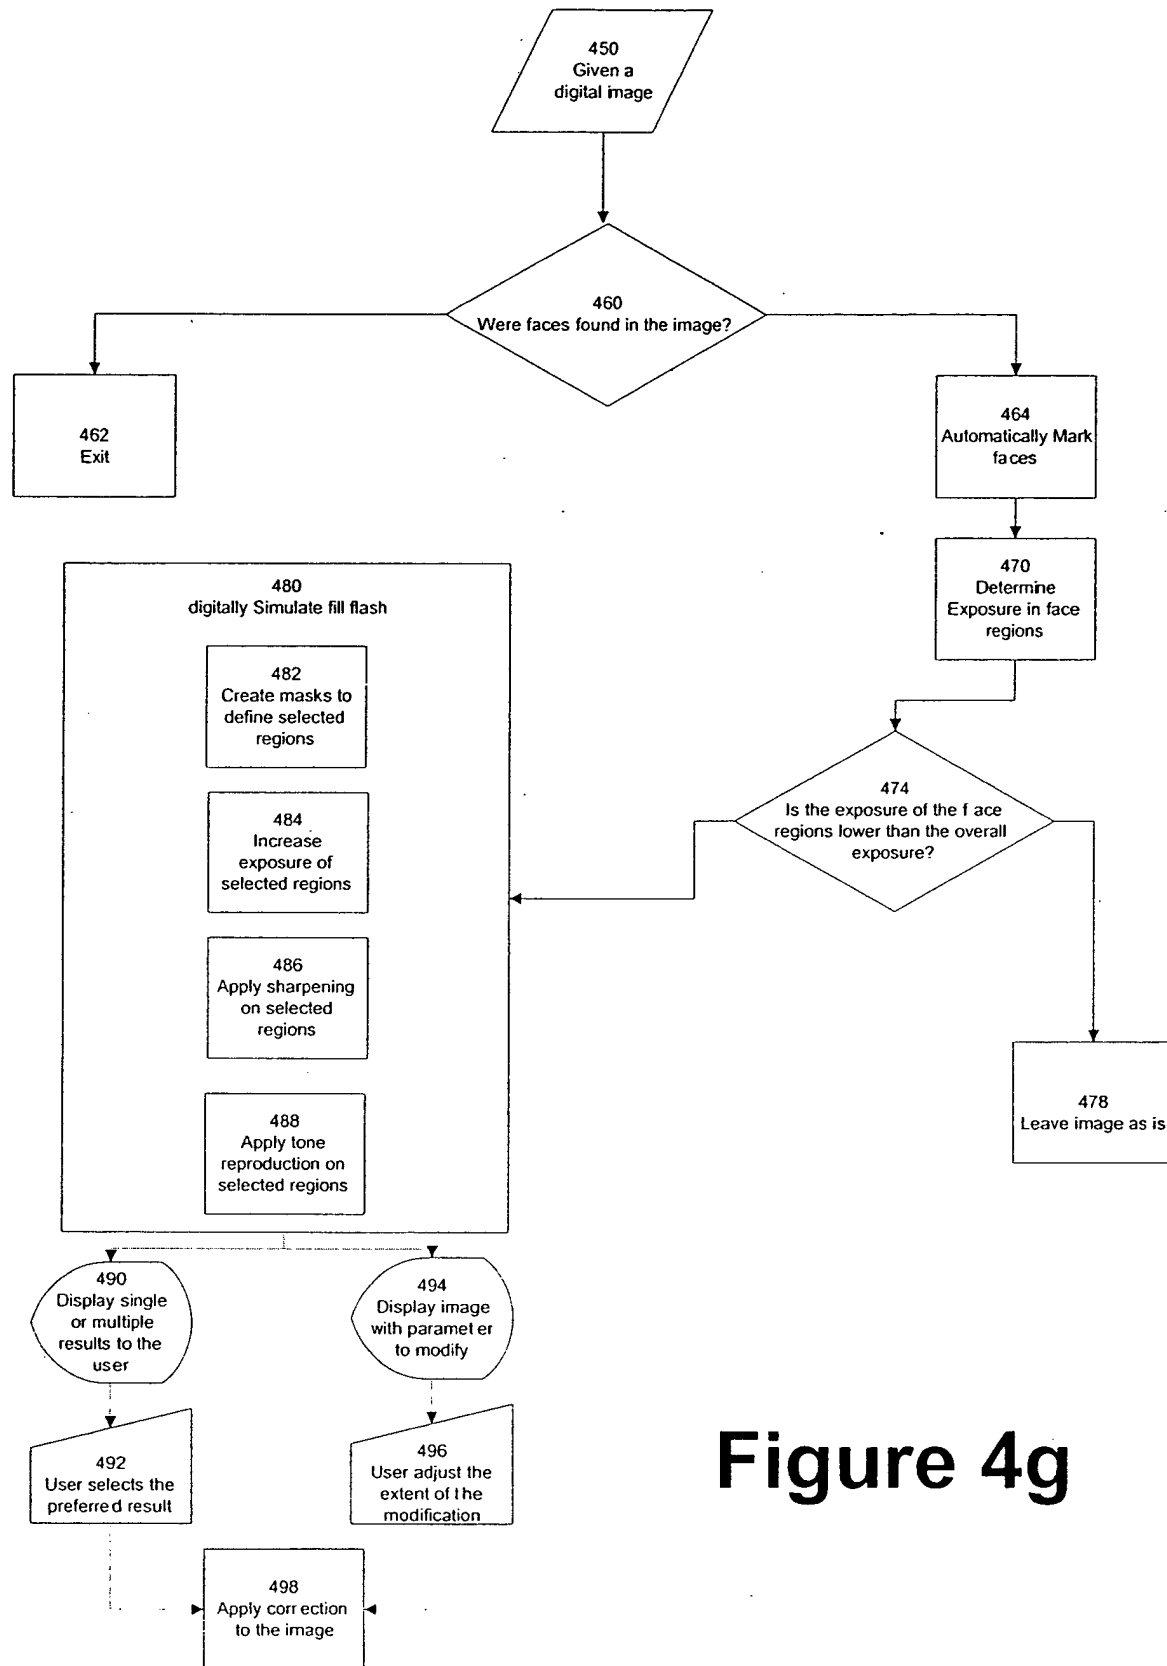 450
Given a
digital image
460
Were faces found in the image?
462
Exit
464
Automatically Mark
faces
470
Determine
Exposure in face
regions
474
Is the exposure of the f ace
regions lower than the overall
exposure?
478
Leave image as is
480
digitally Simulate fill flash
482
Create masks to
define selected
regions
484
Increase
exposure of
selected regions
486
Apply sharpening
on selected
regions
488
Apply tone
reproduction on
selected regions
490
Display single
or multiple
results to the
user
494
Display image
with paramet er
to modify
492
User selects the
preferred result
496
User adjust the
extent of the
modification
498
Apply correction
to the image
Figure 4g